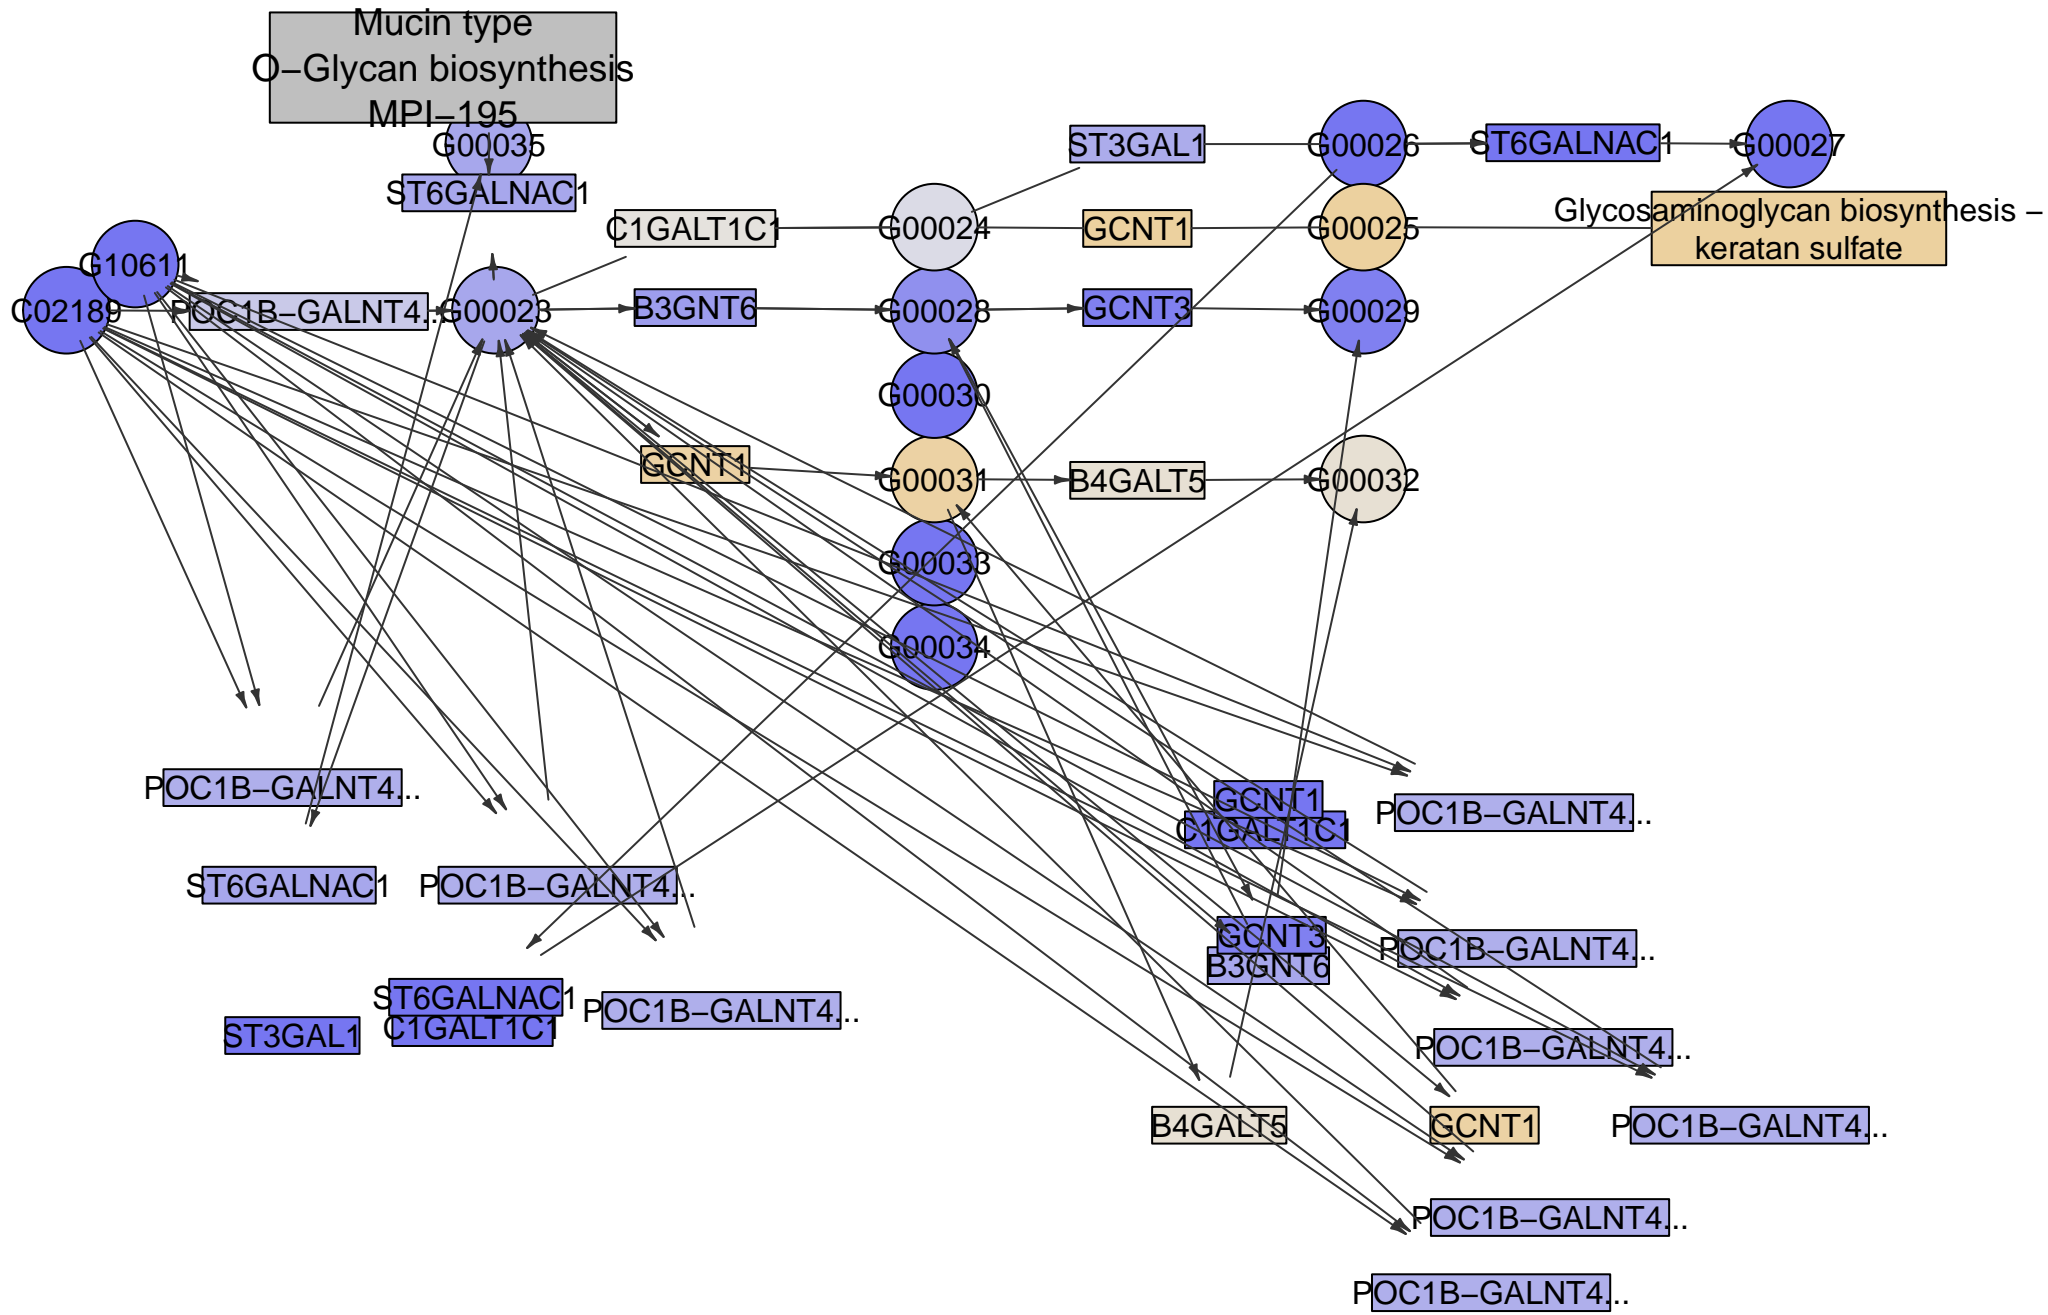 Mucin type
O−Glycan biosynthesis
MPI−195
G00035
ST6GALNAC1
ST3GAL1
G00026
ST6GALNAC1
G00027
C1GALT1C1
G00024
GCNT1
G00025
Glycosaminoglycan biosynthesis −
keratan sulfate
G10611
C02189
POC1B−GALNT4...
G00023
B3GNT6
G00028
GCNT3
G00029
G00030
GCNT1
G00031
B4GALT5
G00032
G00033
G00034
POC1B−GALNT4...
GCNT1
POC1B−GALNT4...
C1GALT1C1
ST6GALNAC1
POC1B−GALNT4...
GCNT3
POC1B−GALNT4...
B3GNT6
ST6GALNAC1
POC1B−GALNT4...
C1GALT1C1
ST3GAL1
POC1B−GALNT4...
B4GALT5
GCNT1
POC1B−GALNT4...
POC1B−GALNT4...
POC1B−GALNT4...